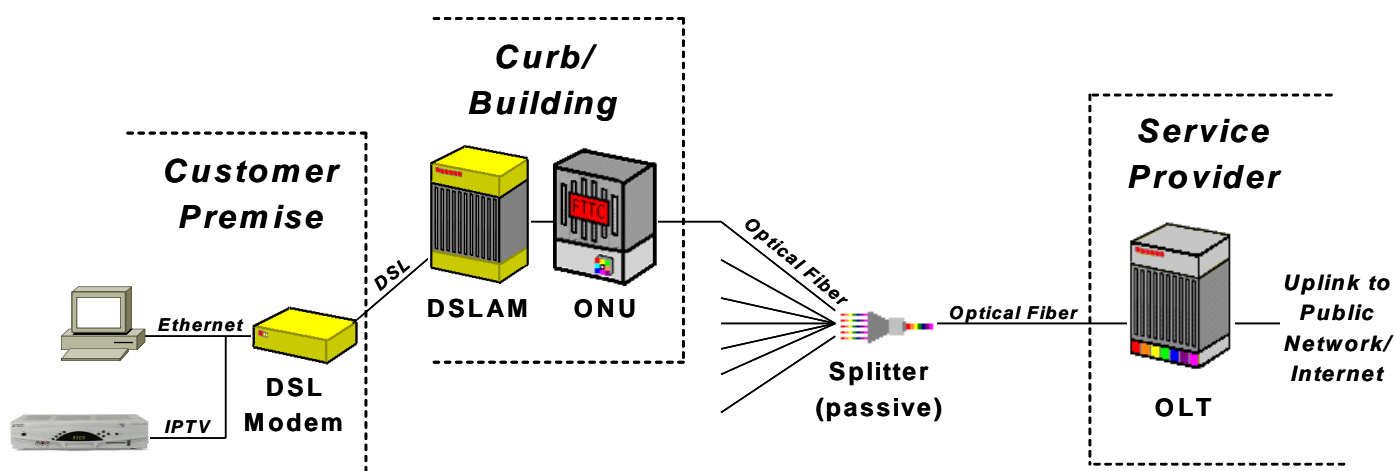 Customer
Premise
Ethernet
IPTV
DSL
Modem
DSL
Curb/
Building
DSLAM
ONU
FTTC
Optical Fiber
Splitter
(passive)
Optical Fiber
Service
Provider
OLT
Uplink to
Public
Network/
Internet